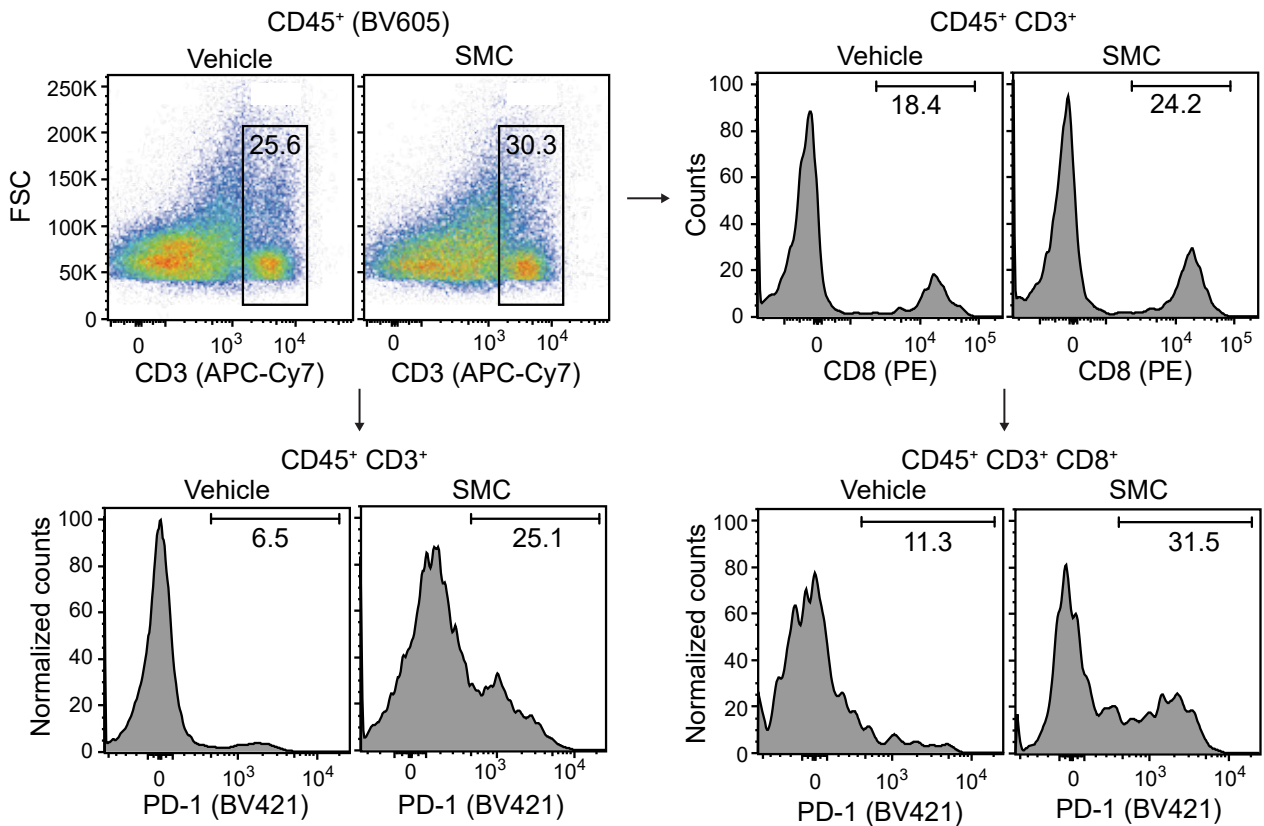 CD45⁺ (BV605)
Vehicle
SMC
250K
200K
150K
100K
50K
0
FSC
25.6
30.3
0 10³ 10⁴
0 10³ 10⁴
CD3 (APC-Cy7)
CD3 (APC-Cy7)
CD45⁺ CD3⁺
Vehicle
SMC
100
80
60
40
20
0
Counts
18.4
24.2
0 10⁴ 10⁵
0 10⁴ 10⁵
CD8 (PE)
CD8 (PE)
CD45⁺ CD3⁺
Vehicle
SMC
100
80
60
40
20
0
Normalized counts
6.5
25.1
0 10³ 10⁴
0 10³ 10⁴
PD-1 (BV421)
PD-1 (BV421)
CD45⁺ CD3⁺ CD8⁺
Vehicle
SMC
100
80
60
40
20
0
Normalized counts
11.3
31.5
0 10³ 10⁴
0 10³ 10⁴
PD-1 (BV421)
PD-1 (BV421)